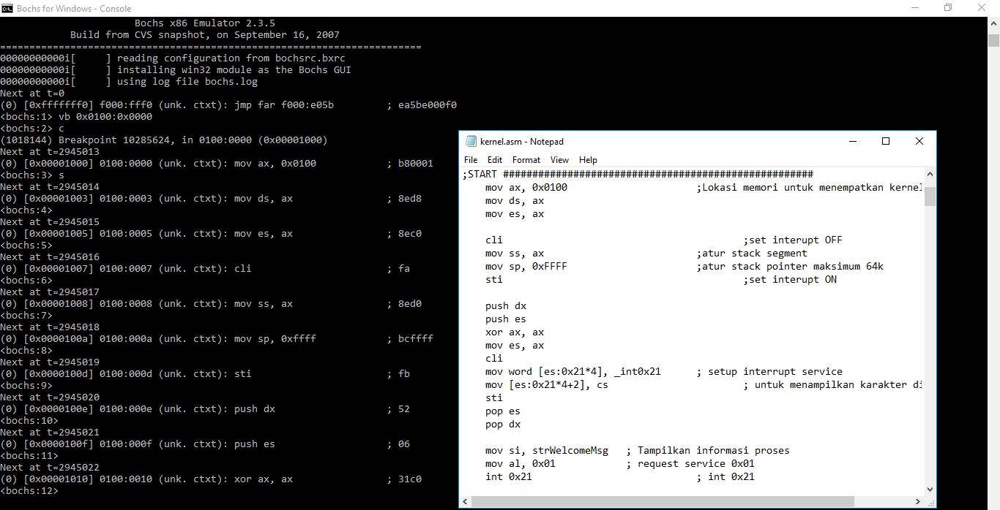 Bochs for Windows - Console
Bochs x86 Emulator 2.3.5
Build from CVS snapshot, on September 16, 2007
========================================================================
00000000000i[     ] reading configuration from bochsrc.bxrc
00000000000i[     ] installing win32 module as the Bochs GUI
00000000000i[     ] using log file bochs.log
Next at t=0
(0) [0xfffffff0] f000:fff0 (unk. ctxt): jmp far f000:e05b         ; ea5be000f0
<bochs:1> vb 0x0100:0x0000
<bochs:2> c
(1018144) Breakpoint 10285624, in 0100:0000 (0x00001000)
Next at t=2945013
(0) [0x00001000] 0100:0000 (unk. ctxt): mov ax, 0x0100            ; b80001
<bochs:3> s
Next at t=2945014
(0) [0x00001003] 0100:0003 (unk. ctxt): mov ds, ax                ; 8ed8
<bochs:4>
Next at t=2945015
(0) [0x00001005] 0100:0005 (unk. ctxt): mov es, ax                ; 8ec0
<bochs:5>
Next at t=2945016
(0) [0x00001007] 0100:0007 (unk. ctxt): cli                       ; fa
<bochs:6>
Next at t=2945017
(0) [0x00001008] 0100:0008 (unk. ctxt): mov ss, ax                ; 8ed0
<bochs:7>
Next at t=2945018
(0) [0x0000100a] 0100:000a (unk. ctxt): mov sp, 0xffff            ; bcffff
<bochs:8>
Next at t=2945019
(0) [0x0000100d] 0100:000d (unk. ctxt): sti                       ; fb
<bochs:9>
Next at t=2945020
(0) [0x0000100e] 0100:000e (unk. ctxt): push dx                   ; 52
<bochs:10>
Next at t=2945021
(0) [0x0000100f] 0100:000f (unk. ctxt): push es                   ; 06
<bochs:11>
Next at t=2945022
(0) [0x00001010] 0100:0010 (unk. ctxt): xor ax, ax                ; 31c0
<bochs:12>
kernel.asm - Notepad
File Edit Format View Help
;START #####################################################
mov ax, 0x0100 ;Lokasi memori untuk menempatkan kernel
mov ds, ax
mov es, ax
cli ;set interupt OFF
mov ss, ax ;atur stack segment
mov sp, 0xFFFF ;atur stack pointer maksimum 64k
sti ;set interupt ON
push dx
push es
xor ax, ax
mov es, ax
cli
mov word [es:0x21*4], _int0x21 ; setup interrupt service
mov [es:0x21*4+2], cs ; untuk menampilkan karakter di
sti
pop es
pop dx
mov si, strWelcomeMsg ; Tampilkan informasi proses
mov al, 0x01 ; request service 0x01
int 0x21 ; int 0x21